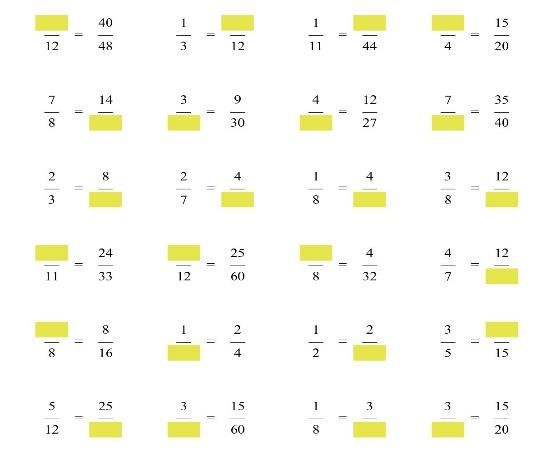 /12 = 40/48    1/3 = /12    1/11 = /44    /4 = 15/20
7/8 = 14/    3/ = 9/30    4/ = 12/27    7/ = 35/40
2/3 = 8/    2/7 = 4/    1/8 = 4/    3/8 = 12/
/11 = 24/33    /12 = 25/60    /8 = 4/32    4/7 = 12/
/8 = 8/16    1/ = 2/4    1/2 = 2/    3/5 = /15
5/12 = 25/    3/ = 15/60    1/8 = 3/    3/ = 15/20